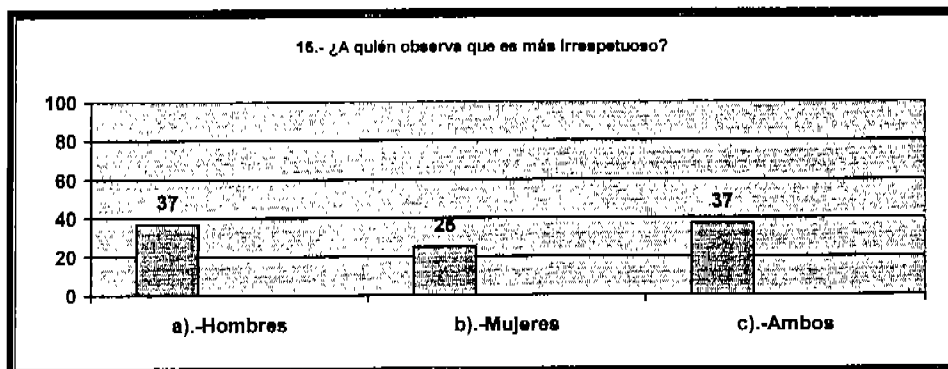 16.- ¿A quién observa que es más irrespetuoso?
100
80
60
40
20
0
37
26
37
a).-Hombres
b).-Mujeres
c).-Ambos